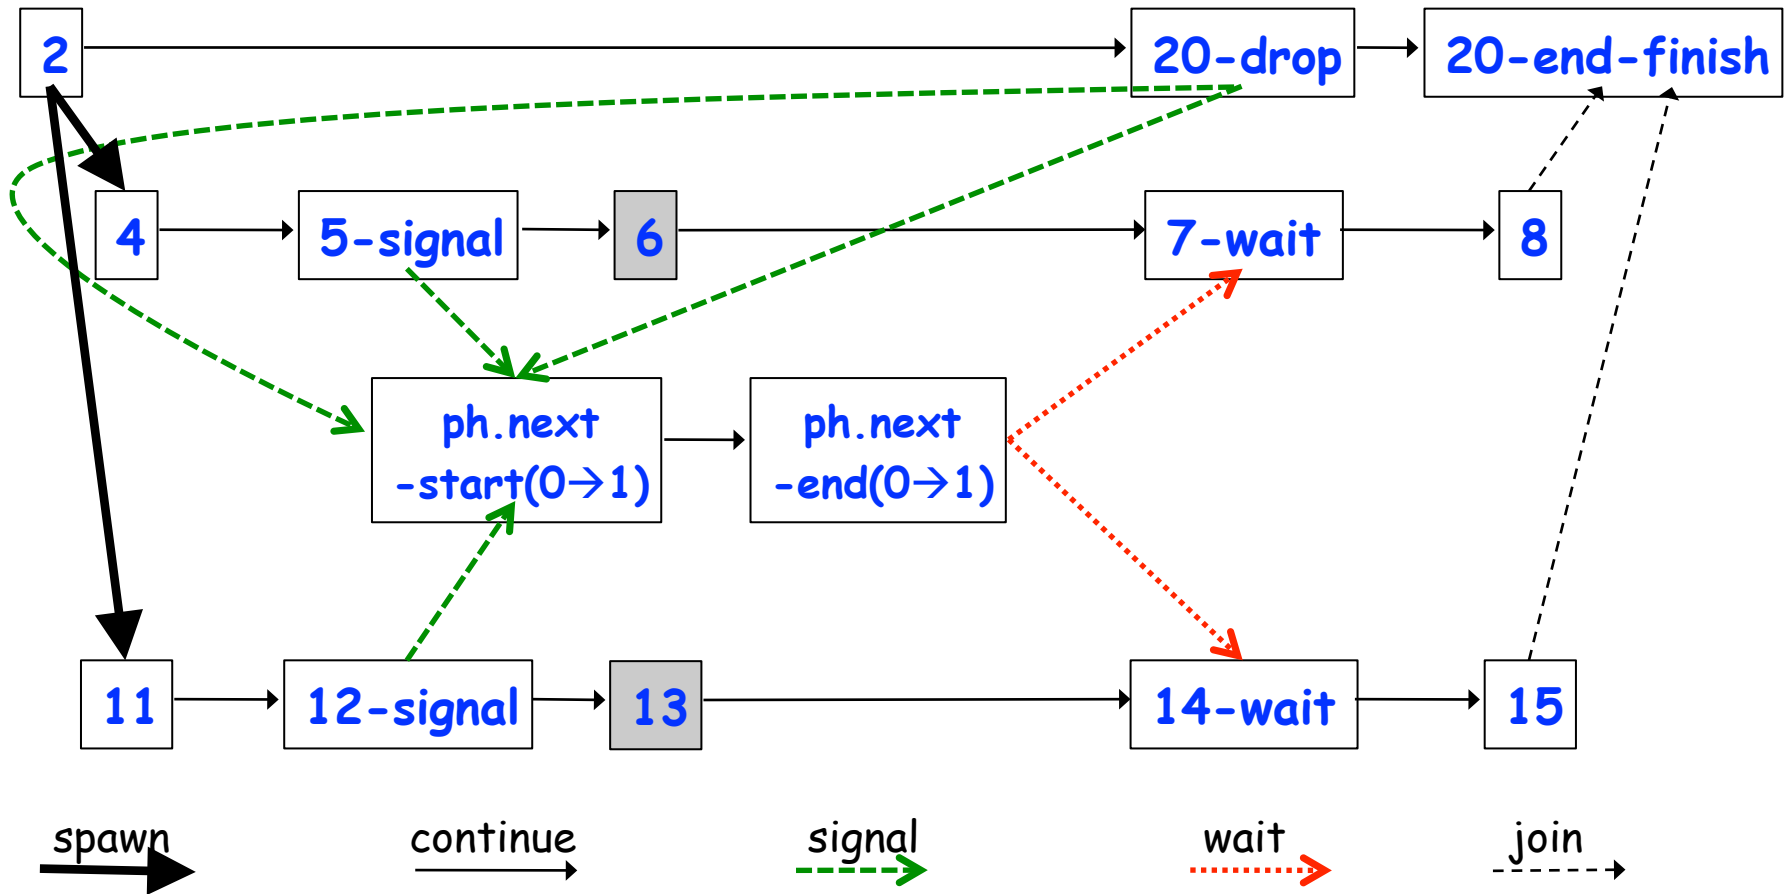 2
20-drop
20-end-finish
4
5-signal
6
7-wait
8
ph.next
-start(0→1)
ph.next
-end(0→1)
11
12-signal
13
14-wait
15
spawn
continue
signal
wait
join